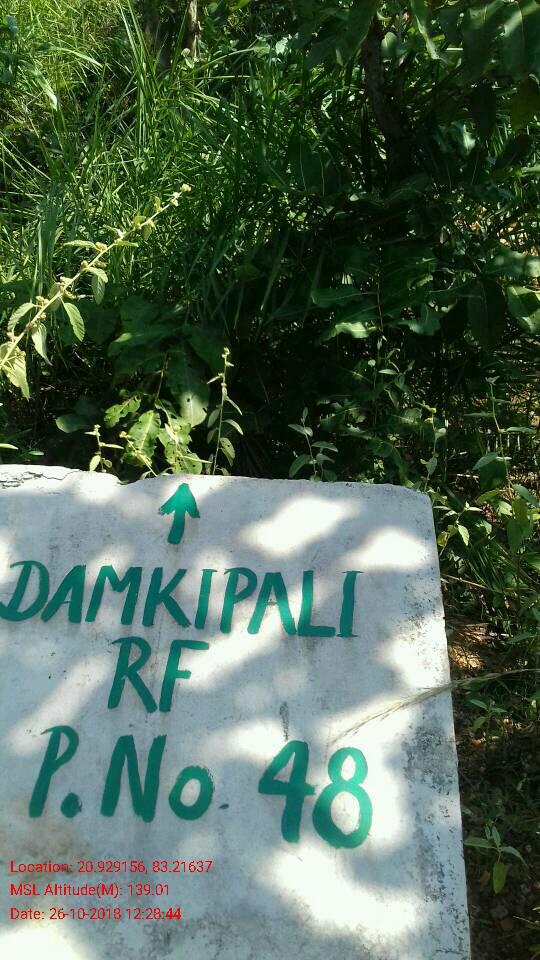 DAMKIPALI
RF
P.No 48
Location: 20.929156, 83.21637
MSL Altitude(M): 139.01
Date: 26-10-2018 12:28:44